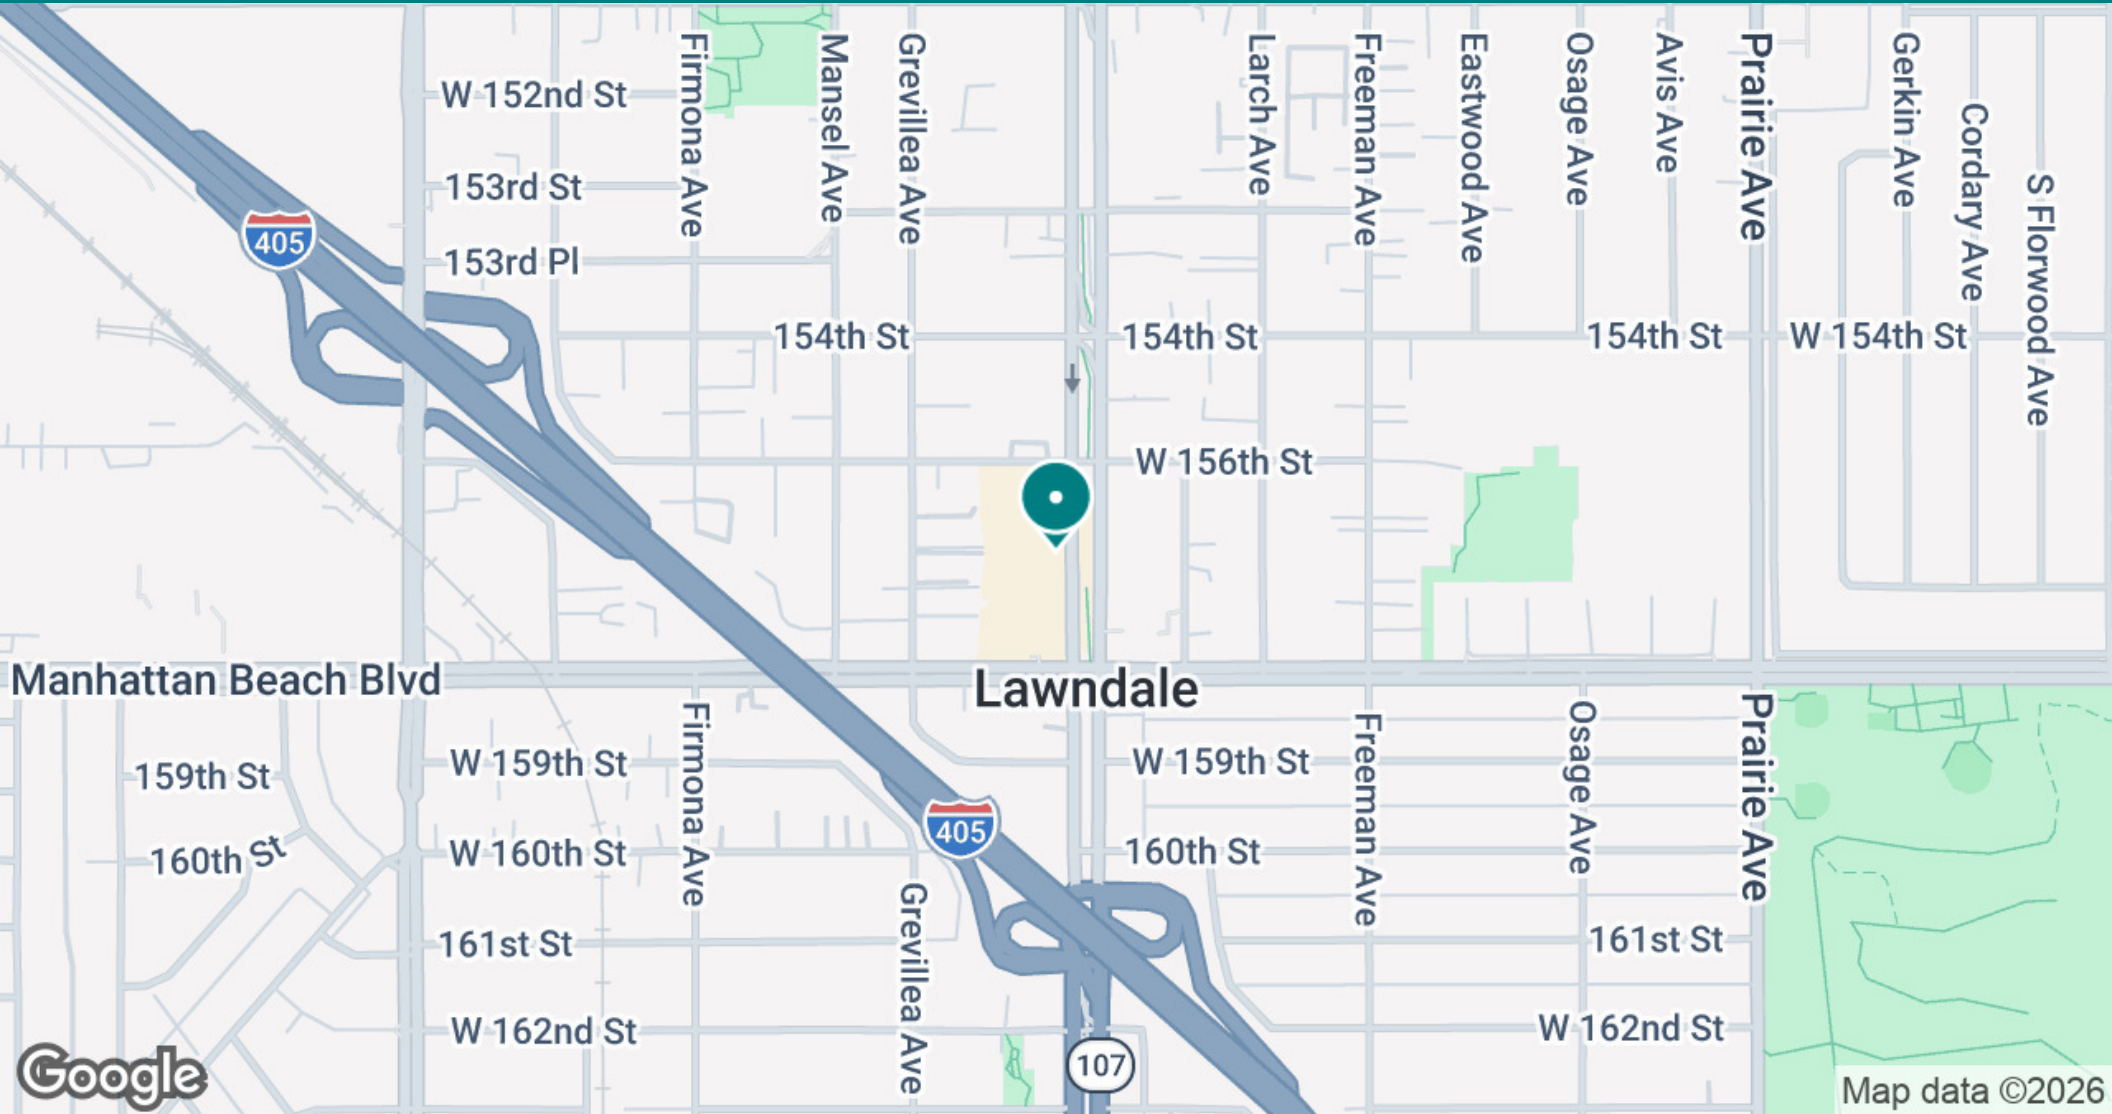 Firmona Ave
Mansel Ave
Grevillea Ave
Larch Ave
Freeman Ave
Eastwood Ave
Osage Ave
Avis Ave
Prairie Ave
Gerkin Ave
Cordary Ave
S Florwood Ave
W 152nd St
153rd St
405
153rd Pl
154th St
154th St
154th St
W 154th St
W 156th St
Manhattan Beach Blvd
Lawndale
Firmona Ave
Freeman Ave
Osage Ave
Prairie Ave
159th St
W 159th St
W 159th St
405
160th St
W 160th St
160th St
Grevillea Ave
161st St
161st St
W 162nd St
W 162nd St
107
Google
Map data ©2026